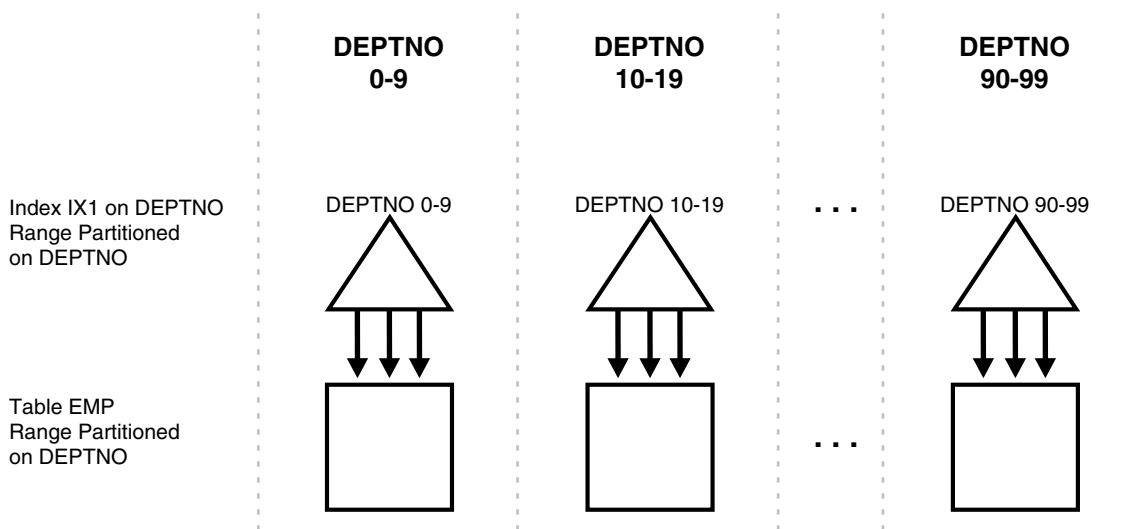 DEPTNO
0-9
DEPTNO
10-19
DEPTNO
90-99
Index IX1 on DEPTNO
Range Partitioned
on DEPTNO
DEPTNO 0-9
DEPTNO 10-19
. . .
DEPTNO 90-99
Table EMP
Range Partitioned
on DEPTNO
. . .